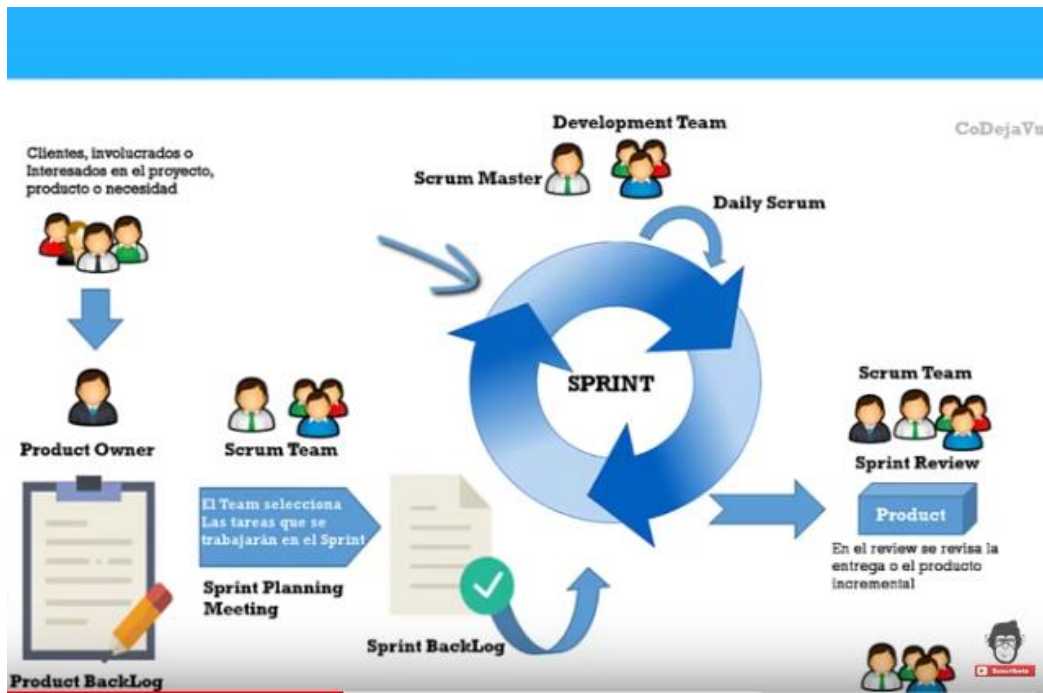 CoDejaVu
Clientes, involucrados o
Interesados en el proyecto,
producto o necesidad
Product Owner
Product BackLog
Scrum Team
El Team selecciona
Las tareas que se
trabajarán en el Sprint
Sprint Planning
Meeting
Sprint BackLog
Development Team
Scrum Master
Daily Scrum
SPRINT
Scrum Team
Sprint Review
Product
En el review se revisa la
entrega o el producto
incremental
Suscríbete